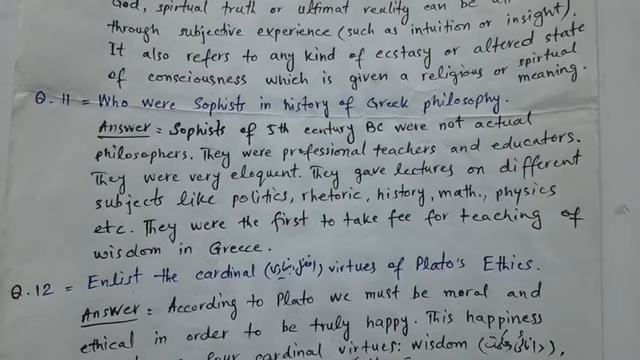 God, spirtual truth or ultimat reality can be
through subjective experience (such as intuition or insight).
It also refers to any kind of ecstasy or altered state
of consciousness which is given a religious or spirtual
meaning.
Q. 11 = Who were Sophists in history of Greek philosophy.
Answer = Sophists of 5th century BC were not actual
philosophers. They were professional teachers and educators.
They were very eloquent. They gave lectures on different
subjects like politics, rhetoric, history, math., physics
etc. They were the first to take fee for teaching of
wisdom in Greece.
Q. 12 = Enlist the cardinal virtues of Plato's Ethics.
Answer = According to Plato we must be moral and
ethical in order to be truly happy. This happiness
four cardinal virtues: wisdom